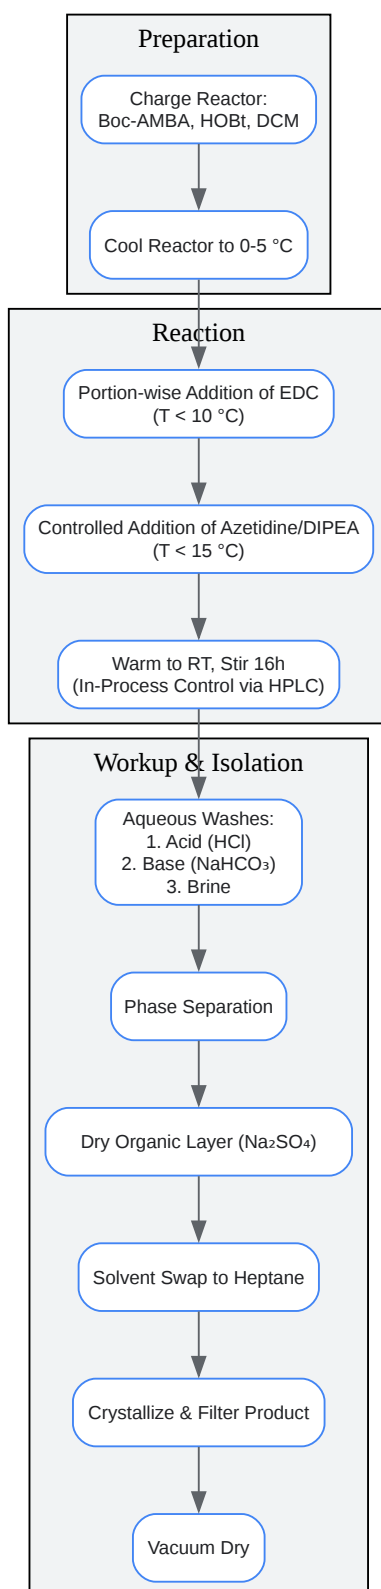 Preparation
Charge Reactor:
Boc-AMBA, HOBt, DCM
Cool Reactor to 0-5 °C
Reaction
Portion-wise Addition of EDC
(T < 10 °C)
Controlled Addition of Azetidine/DIPEA
(T < 15 °C)
Warm to RT, Stir 16h
(In-Process Control via HPLC)
Workup & Isolation
Aqueous Washes:
1. Acid (HCl)
2. Base (NaHCO₃)
3. Brine
Phase Separation
Dry Organic Layer (Na₂SO₄)
Solvent Swap to Heptane
Crystallize & Filter Product
Vacuum Dry